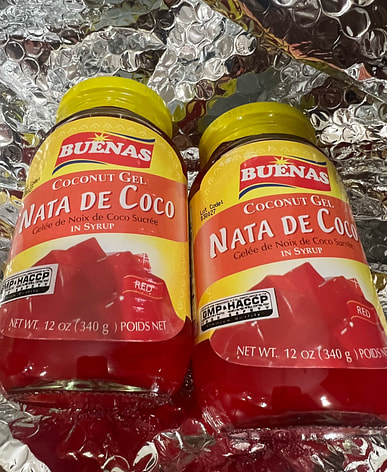 BUENAS
COCONUT GEL
NATA DE COCO
Gelée de Noix de Coco Sucrée
IN SYRUP
GMP & HACCP
RED
NET WT. 12 OZ (340 g) POIDS NET
Lot Code:
BUENAS
COCONUT GEL
NATA DE COCO
Gelée de Noix de Coco Sucrée
IN SYRUP
GMP & HACCP
RED
NET WT. 12 OZ (340 g) POIDS NET